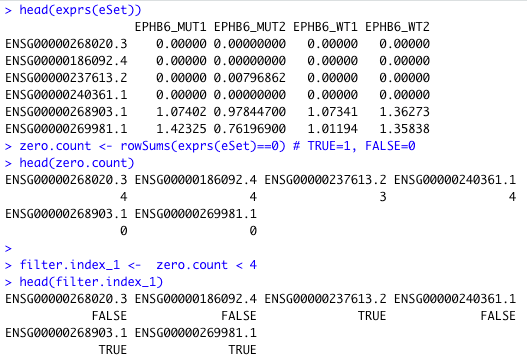 > head(exprs(eSet))
EPHB6_MUT1 EPHB6_MUT2 EPHB6_WT1 EPHB6_WT2
ENSG00000268020.3 0.00000 0.00000000 0.00000 0.00000
ENSG00000186092.4 0.00000 0.00000000 0.00000 0.00000
ENSG00000237613.2 0.00000 0.00796862 0.00000 0.00000
ENSG00000240361.1 0.00000 0.00000000 0.00000 0.00000
ENSG00000268903.1 1.07402 0.97844700 1.07341 1.36273
ENSG00000269981.1 1.42325 0.76196900 1.01194 1.35838
> zero.count <- rowSums(exprs(eSet)==0) # TRUE=1, FALSE=0
> head(zero.count)
ENSG00000268020.3 ENSG00000186092.4 ENSG00000237613.2 ENSG00000240361.1
4 4 3 4
ENSG00000268903.1 ENSG00000269981.1
0 0
>
> filter.index_1 <- zero.count < 4
> head(filter.index_1)
ENSG00000268020.3 ENSG00000186092.4 ENSG00000237613.2 ENSG00000240361.1
FALSE FALSE TRUE FALSE
ENSG00000268903.1 ENSG00000269981.1
TRUE TRUE